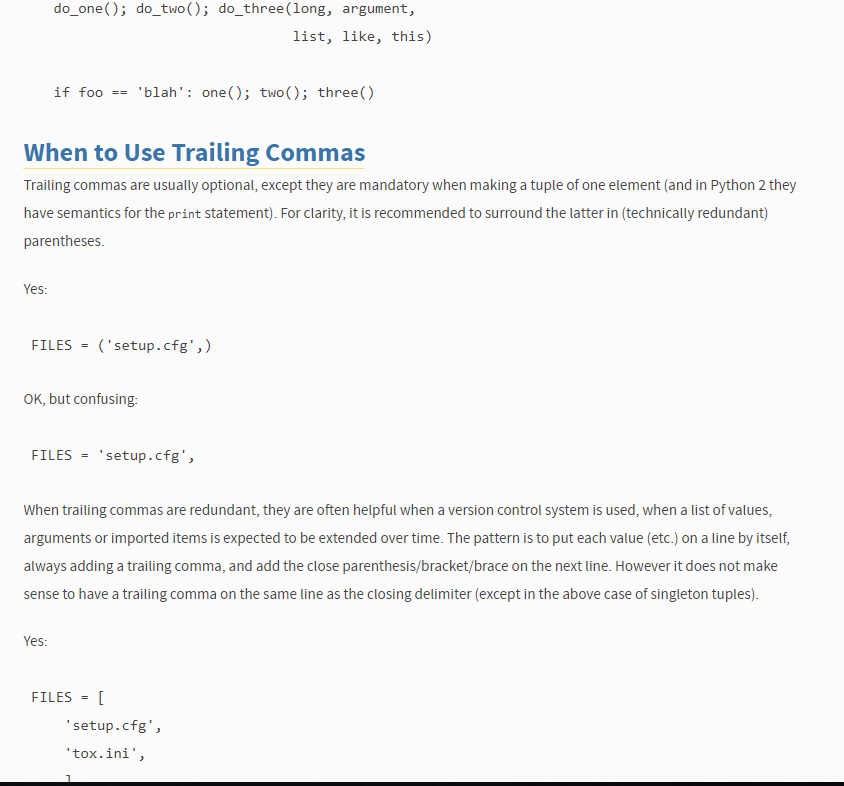 do_one(); do_two(); do_three(long, argument,
list, like, this)
if foo == 'blah': one(); two(); three()
When to Use Trailing Commas
Trailing commas are usually optional, except they are mandatory when making a tuple of one element (and in Python 2 they
have semantics for the print statement). For clarity, it is recommended to surround the latter in (technically redundant)
parentheses.
Yes:
FILES = ('setup.cfg',)
OK, but confusing:
FILES = 'setup.cfg',
When trailing commas are redundant, they are often helpful when a version control system is used, when a list of values,
arguments or imported items is expected to be extended over time. The pattern is to put each value (etc.) on a line by itself,
always adding a trailing comma, and add the close parenthesis/bracket/brace on the next line. However it does not make
sense to have a trailing comma on the same line as the closing delimiter (except in the above case of singleton tuples).
Yes:
FILES = [
'setup.cfg',
'tox.ini',
]